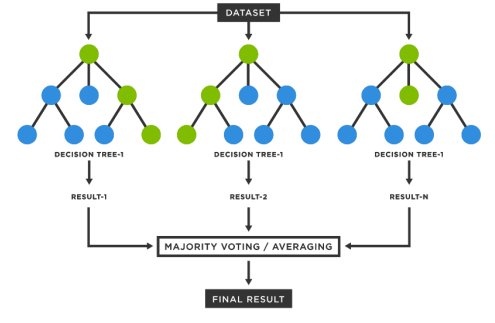 DATASET
DECISION TREE-1
DECISION TREE-1
DECISION TREE-1
RESULT-1
RESULT-2
RESULT-N
MAJORITY VOTING / AVERAGING
FINAL RESULT